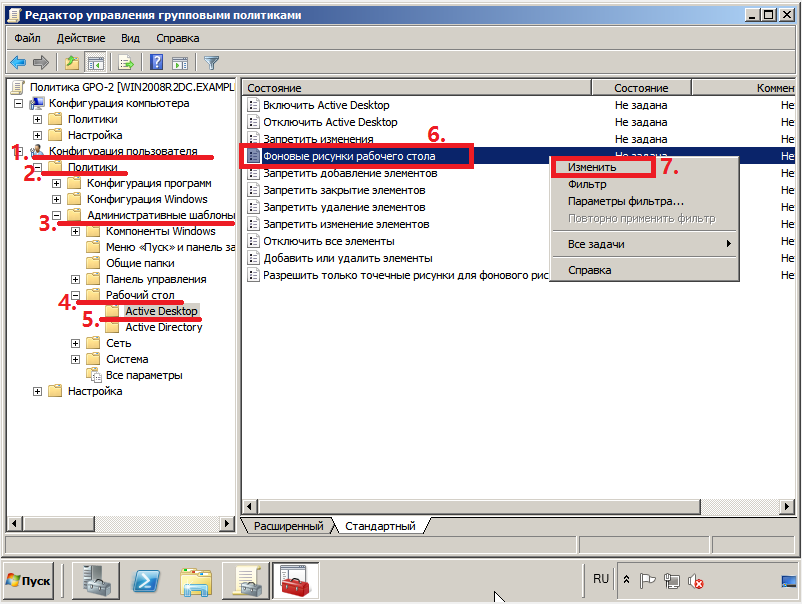 Редактор управления групповыми политиками
Файл Действие Вид Справка
Политика GPO-2 [WIN2008R2DC.EXAMPL
Конфигурация компьютера
Политики
Настройка
1. Конфигурация пользователя
2. Политики
Конфигурация программ
Конфигурация Windows
3. Административные шаблоны
Компоненты Windows
Меню «Пуск» и панель за
Общие папки
Панель управления
4. Рабочий стол
5. Active Desktop
Active Directory
Сеть
Система
Все параметры
Настройка
Состояние Состояние Коммен
Включить Active Desktop Не задана Не
Отключить Active Desktop Не задана Не
Запретить изменения Не задана Не
6.
Фоновые рисунки рабочего стола Не задана Не
Запретить добавление элементов
Запретить закрытие элементов Не
Запретить удаление элементов Не
Запретить изменение элементов Не
Отключить все элементы Не
Добавить или удалить элементы Не
Разрешить только точечные рисунки для фонового рис Не
Изменить 7.
Фильтр
Параметры фильтра...
Повторно применить фильтр
Все задачи
Справка
Расширенный Стандартный
Пуск
RU